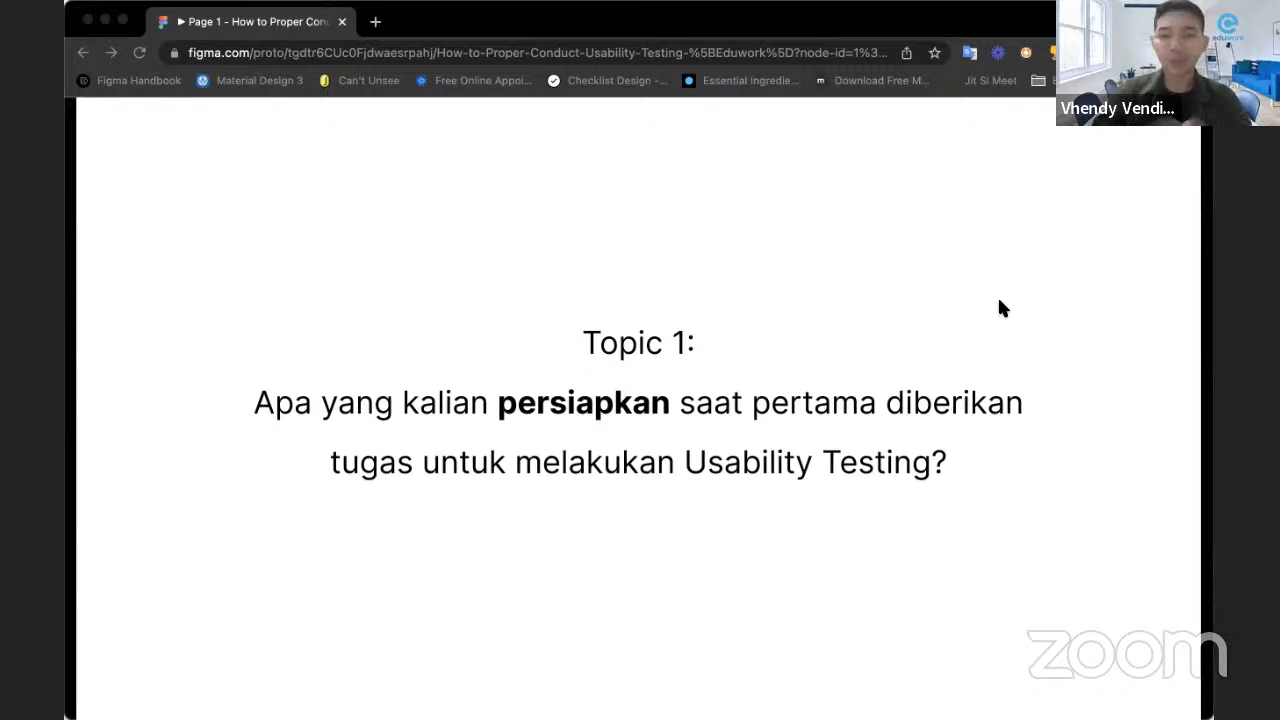 Page 1 - How to Proper Con
figma.com/proto/tqdtr6CUc0Fjdwaeserpahj/How-to-Proper-Conduct-Usability-Testing-%5BEduwork%5D?node-id=1%3...
Figma Handbook
Material Design 3
Can't Unsee
Free Online Appoi...
Checklist Design -...
Essential Ingredie...
Download Free M...
Jit Si Meet
eduwork
Vhendy Vendi...
Topic 1:
Apa yang kalian persiapkan saat pertama diberikan
tugas untuk melakukan Usability Testing?
zoom